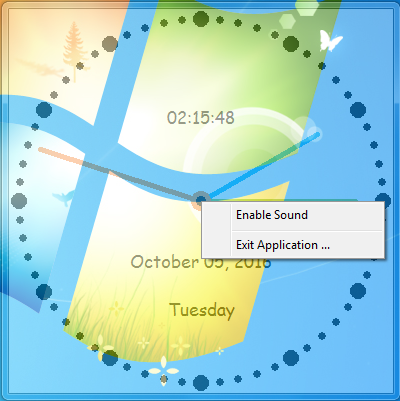 02:15:48
Enable Sound
Exit Application ...
October 05, 2016
Tuesday